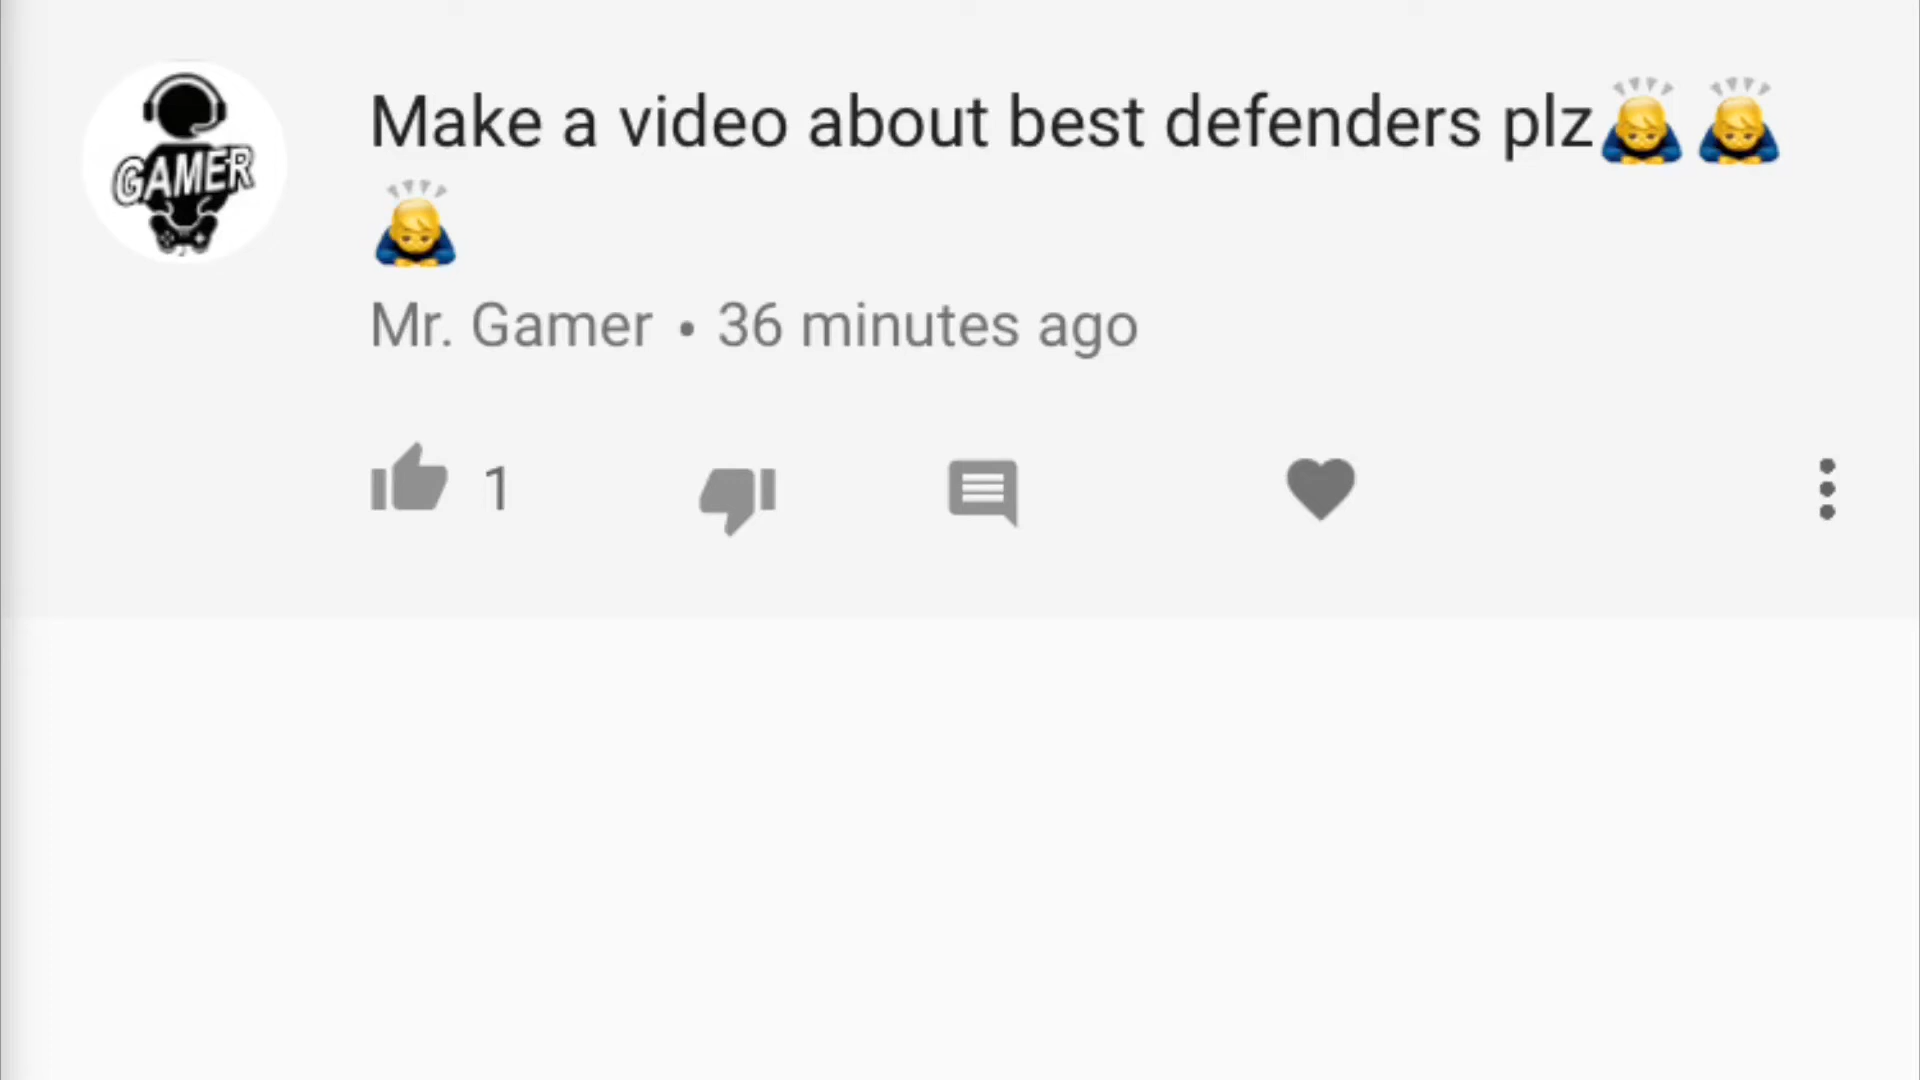 Make a video about best defenders plz🙇‍♂️🙇‍♂️
🙇‍♂️
GAMER
Mr. Gamer • 36 minutes ago
1